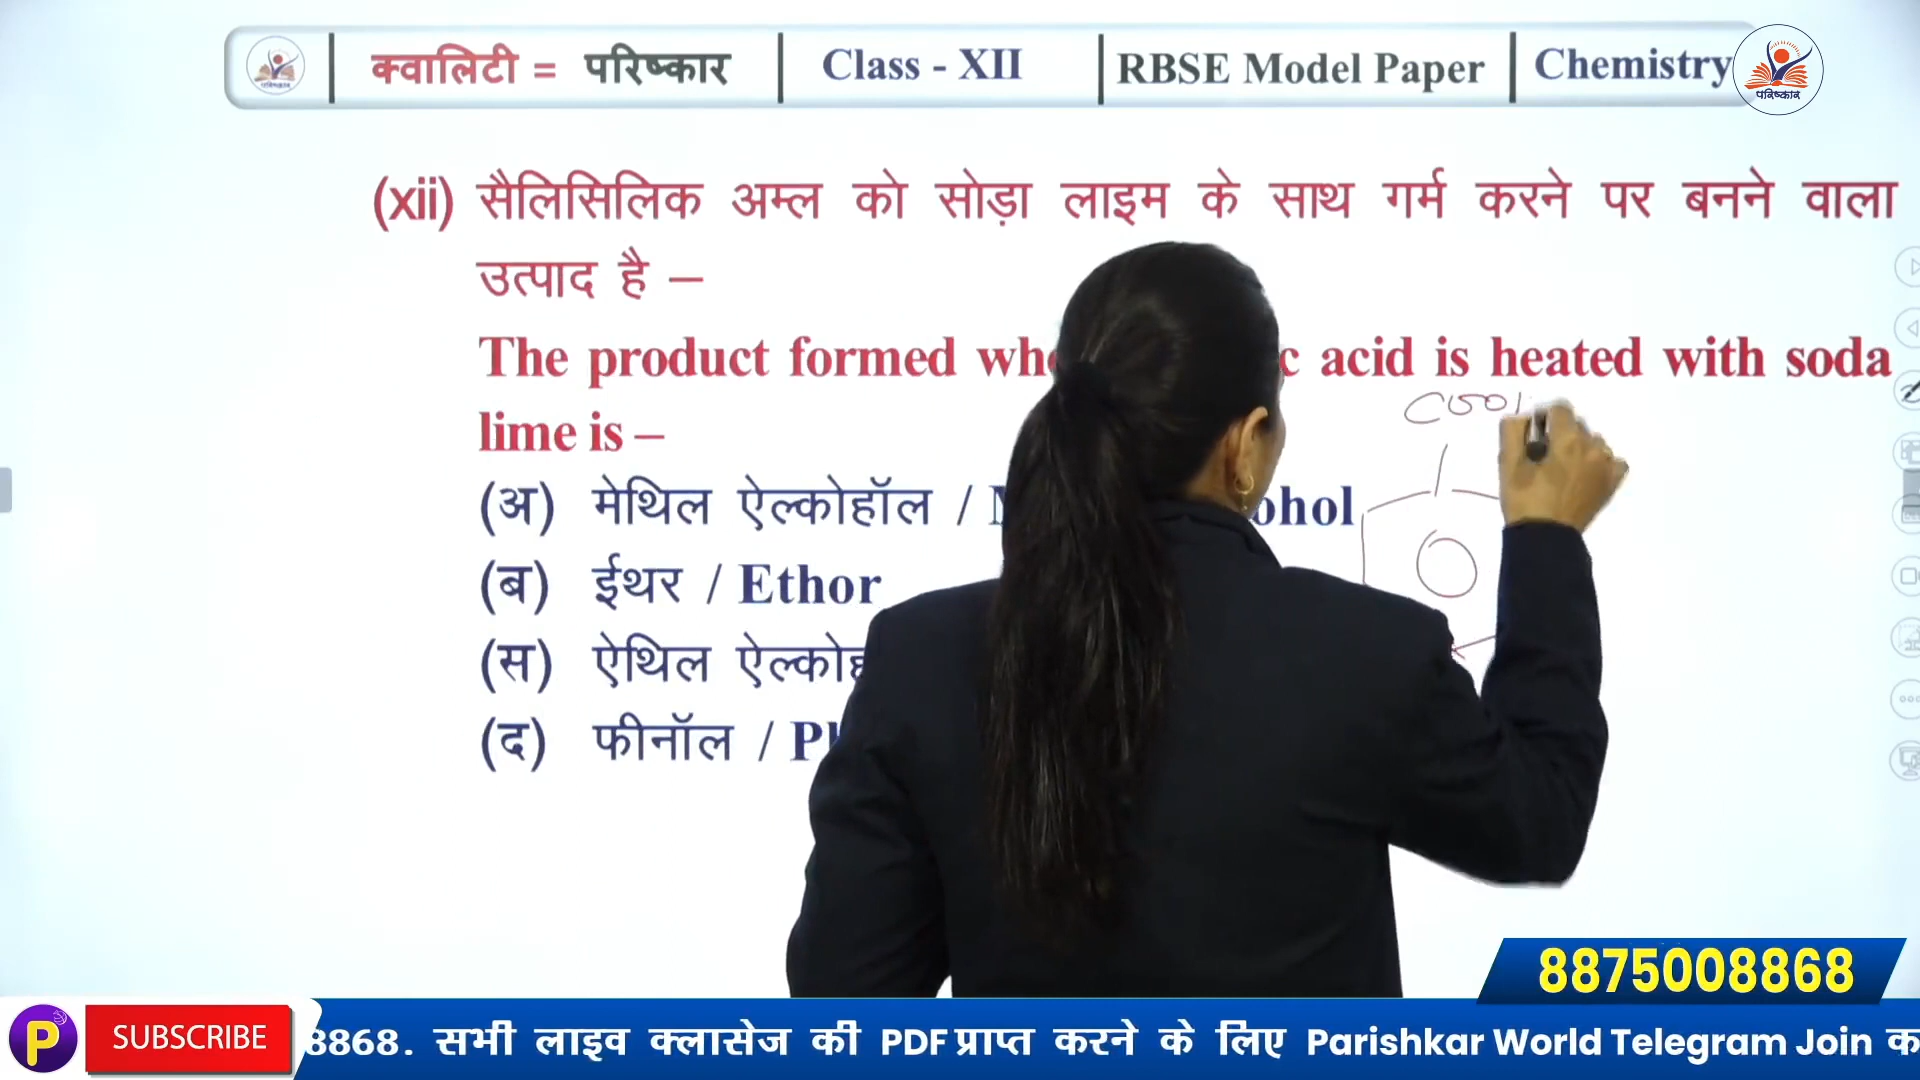 क्वालिटी = परिष्कार | Class - XII | RBSE Model Paper | Chemistry
परिष्कार
(xii) सैलिसिलिक अम्ल को सोड़ा लाइम के साथ गर्म करने पर बनने वाला
उत्पाद है –
The product formed acid is heated with soda
lime is –
(अ) मेथिल ऐल्कोहॉल /
(ब) ईथर / Ethor
(स) ऐथिल
(द) फीनॉल /
8875008868
P SUBSCRIBE 8868. सभी लाइव क्लासेज की PDF प्राप्त करने के लिए Parishkar World Telegram Join